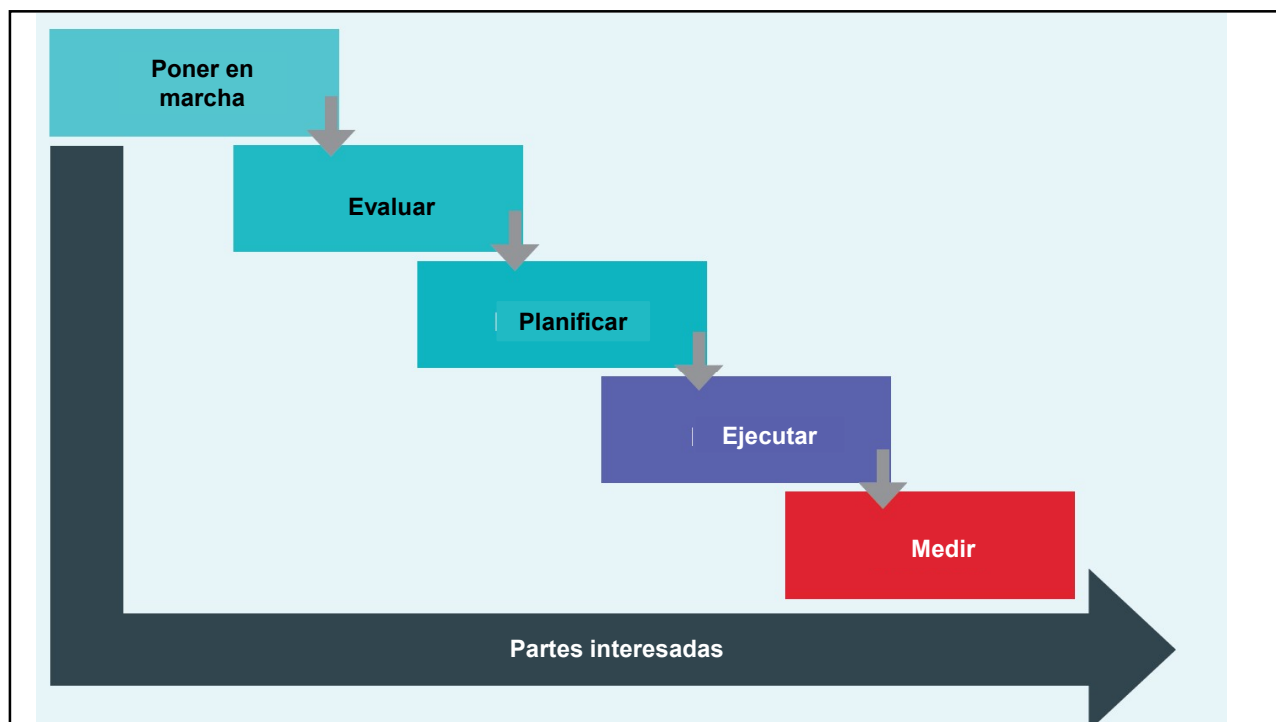 Poner en
marcha
Evaluar
Planificar
Ejecutar
Medir
Partes interesadas